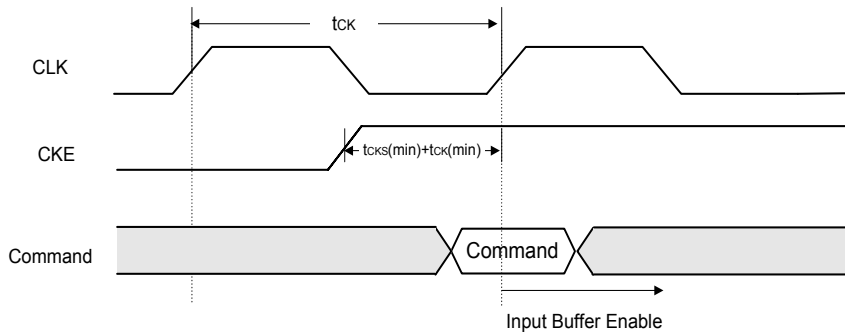 tCK
CLK
CKE
tCKS(min)+tCK(min)
Command
Command
Input Buffer Enable